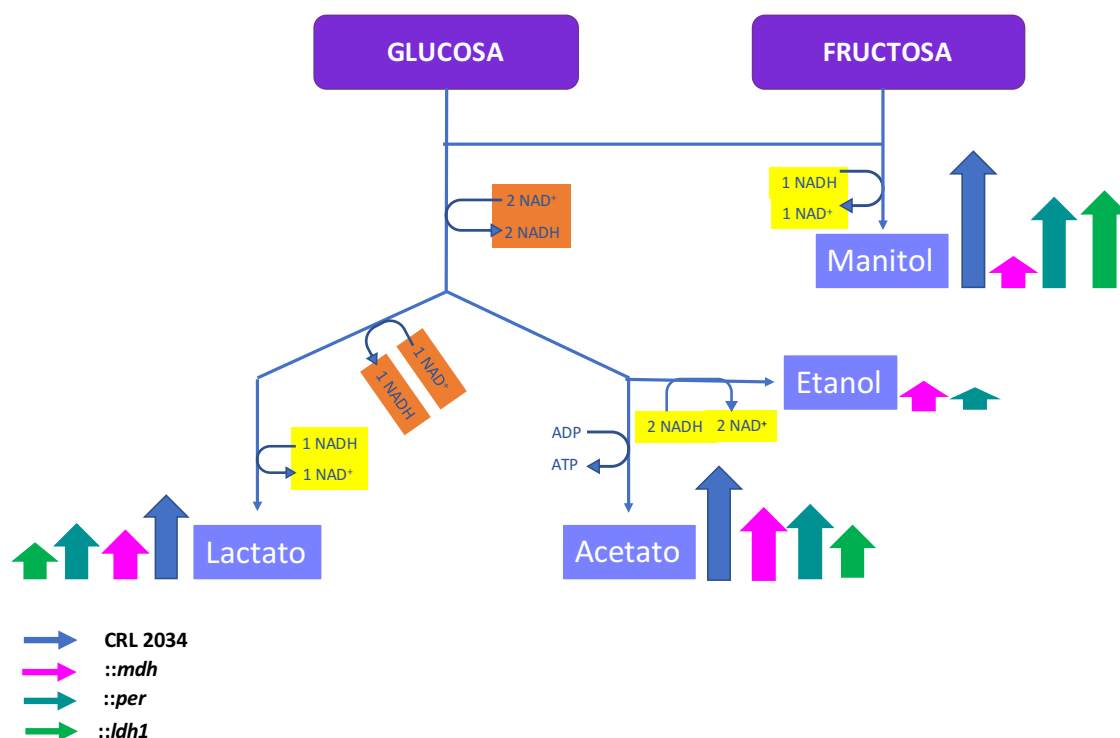 GLUCOSA
FRUCTOSA
2 NAD⁺
2 NADH
1 NADH
1 NAD⁺
Manitol
1 NAD⁺
1 NADH
Etanol
2 NADH
2 NAD⁺
ADP
ATP
1 NADH
1 NAD⁺
Lactato
Acetato
CRL 2034
::mdh
::per
::ldh1